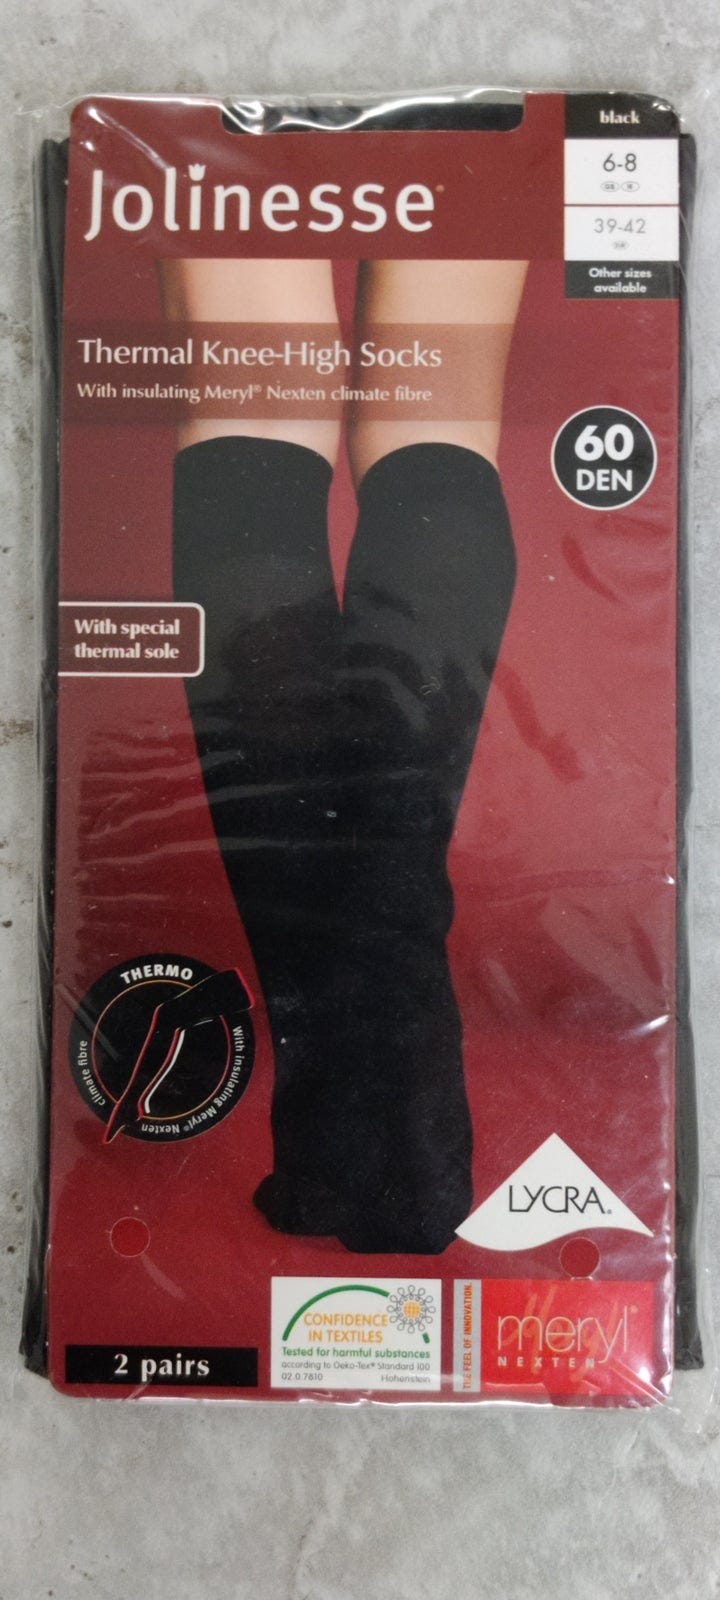 black
Jolinesse
6-8
GB IE
39-42
Other sizes
available
Thermal Knee-High Socks
With insulating Meryl® Nexten climate fibre
60
DEN
With special
thermal sole
THERMO
With insulating Meryl® Nexten
climate fibre
LYCRA®
CONFIDENCE
IN TEXTILES
Tested for harmful substances
according to Oeko-Tex® Standard 100
02.0.7810 Hohenstein
THE FEEL OF INNOVATION.
meryl®
NEXTEN
2 pairs